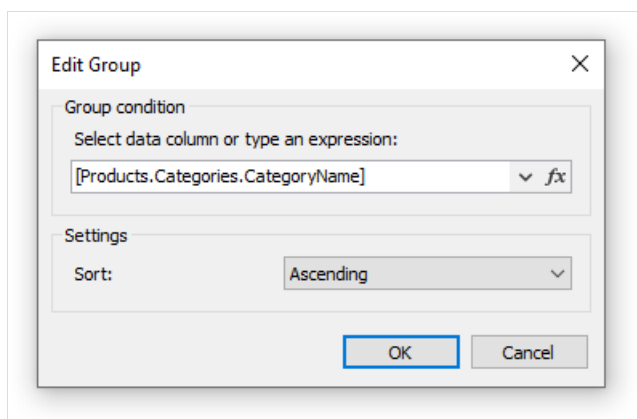 Edit Group
Group condition
Select data column or type an expression:
[Products.Categories.CategoryName] fx
Settings
Sort: Ascending
OK Cancel